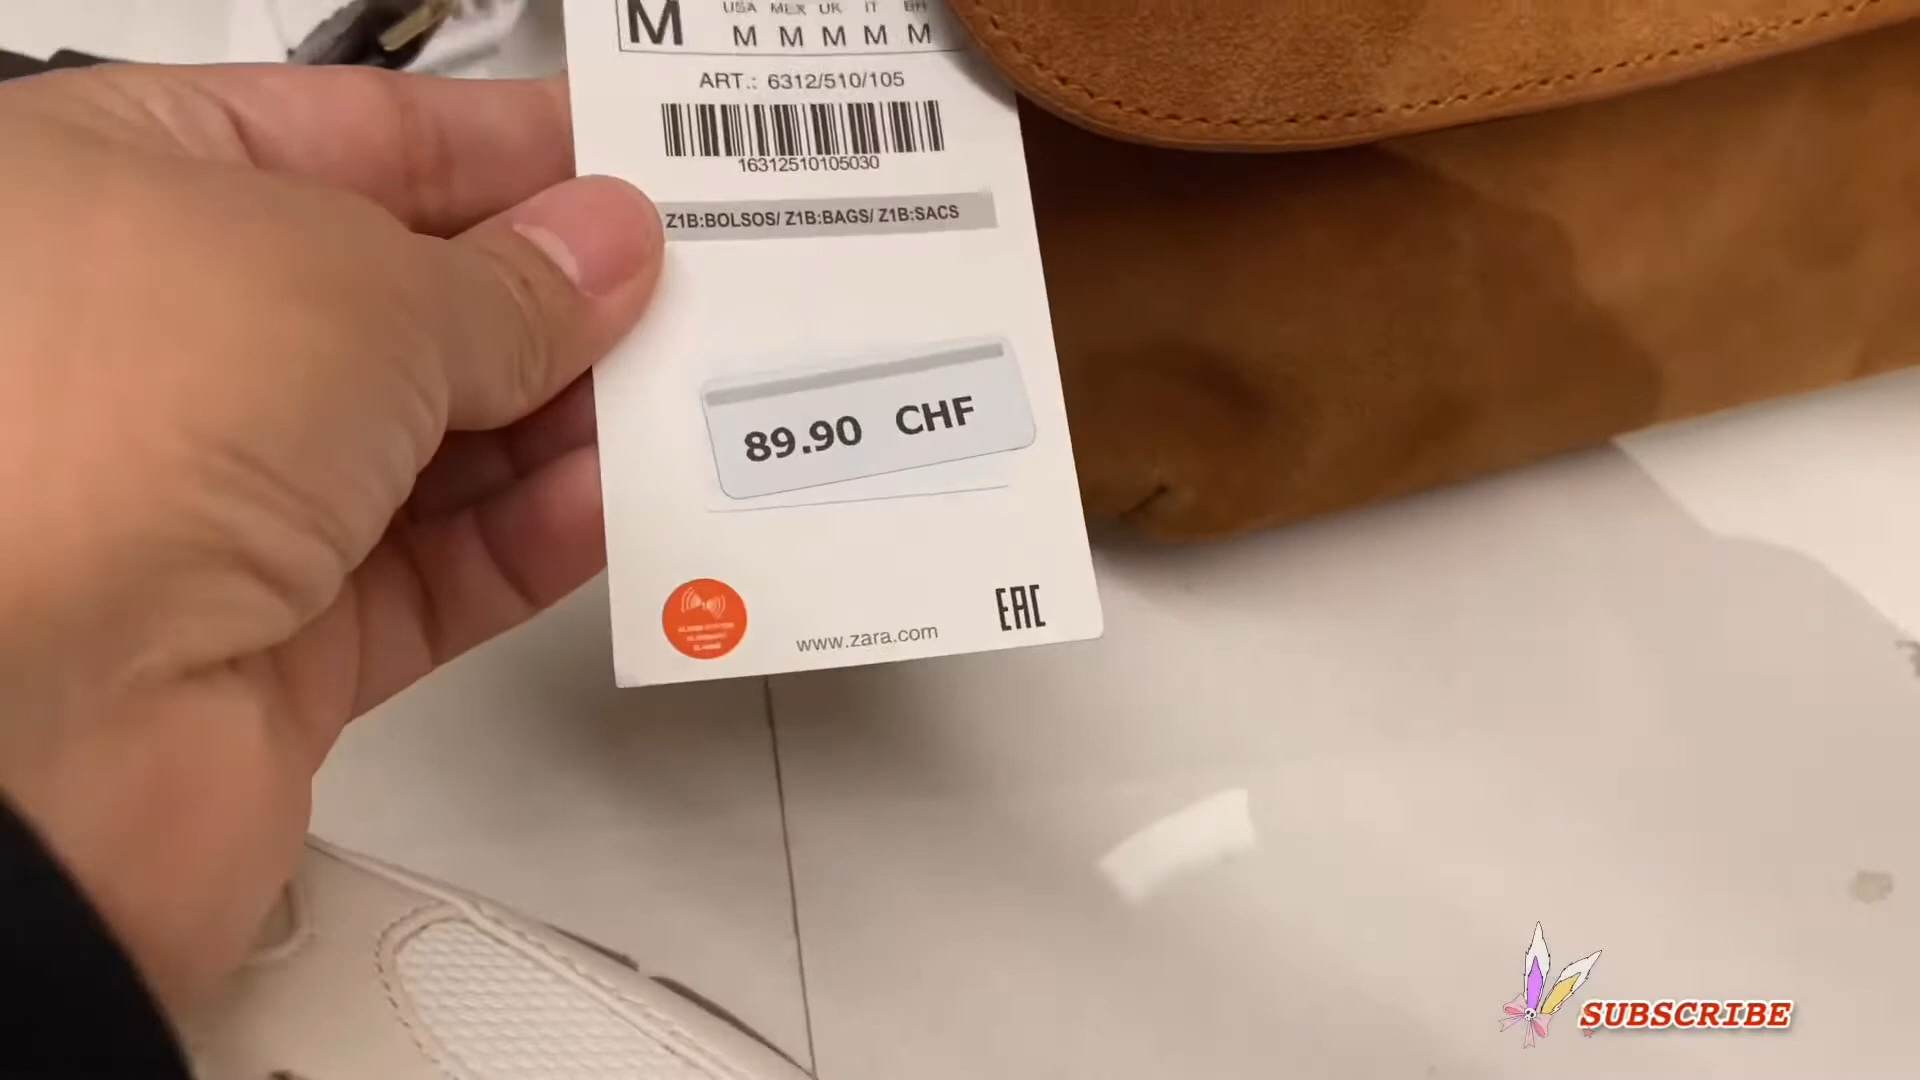 USA MEX UK IT BR
M M M M M M
ART.: 6312/510/105
16312510105030
Z1B:BOLSOS/ Z1B:BAGS/ Z1B:SACS
89.90 CHF
www.zara.com
EAC
SUBSCRIBE